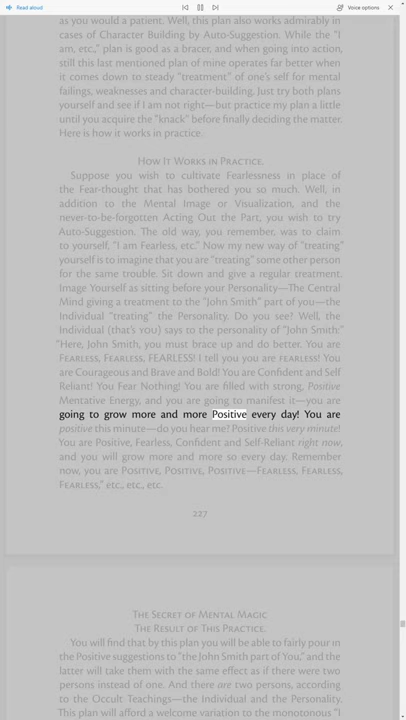 Read aloud
Voice options
as you would a patient. Well, this plan also works admirably in
cases of Character Building by Auto-Suggestion. While the "I
am, etc.," plan is good as a bracer, and when going into action,
still this last mentioned plan of mine operates far better when
it comes down to steady "treatment" of one's self for mental
failings, weaknesses and character-building. Just try both plans
yourself and see if I am not right—but practice my plan a little
until you acquire the "knack" before finally deciding the matter.
Here is how it works in practice.
How It Works in Practice.
Suppose you wish to cultivate Fearlessness in place of
the Fear-thought that has bothered you so much. Well, in
addition to the Mental Image or Visualization, and the
never-to-be-forgotten Acting Out the Part, you wish to try
Auto-Suggestion. The old way, you remember, was to claim
to yourself, "I am Fearless, etc." Now my new way of "treating"
yourself is to imagine that you are "treating" some other person
for the same trouble. Sit down and give a regular treatment.
Image Yourself as sitting before your Personality—The Central
Mind giving a treatment to the "John Smith" part of you—the
Individual "treating" the Personality. Do you see? Well, the
Individual (that's YOU) says to the personality of "John Smith:"
"Here, John Smith, you must brace up and do better. You are
FEARLESS, FEARLESS, FEARLESS! I tell you you are FEARLESS! You
are Courageous and Brave and Bold! You are Confident and Self
Reliant! You Fear Nothing! You are filled with strong, Positive
Mentative Energy, and you are going to manifest it—you are
going to grow more and more Positive every day! You are
positive this minute—do you hear me? Positive this very minute!
You are Positive, Fearless, Confident and Self-Reliant right now,
and you will grow more and more so every day. Remember
now, you are POSITIVE, POSITIVE, POSITIVE—FEARLESS, FEARLESS,
FEARLESS," etc., etc., etc.
227
The Secret of Mental Magic
The Result of This Practice.
You will find that by this plan you will be able to fairly pour in
the Positive suggestions to "the John Smith part of You," and the
latter will take them with the same effect as if there were two
persons instead of one. And there are two persons, according
to the Occult Teachings—the Individual and the Personality.
This plan will afford a welcome variation to the monotonous "I